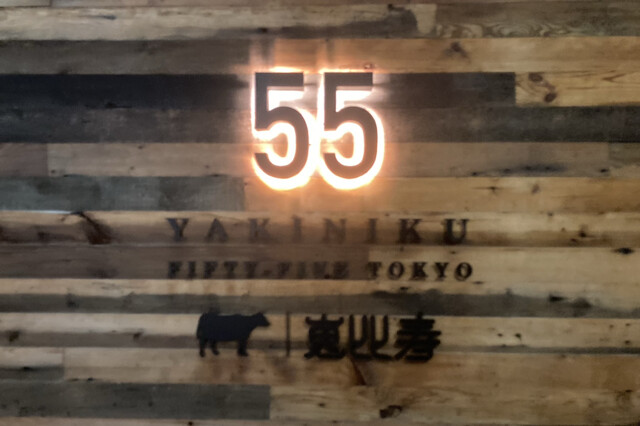 55
YAKINIKU
FIFTY-FIVE TOKYO
恵比寿